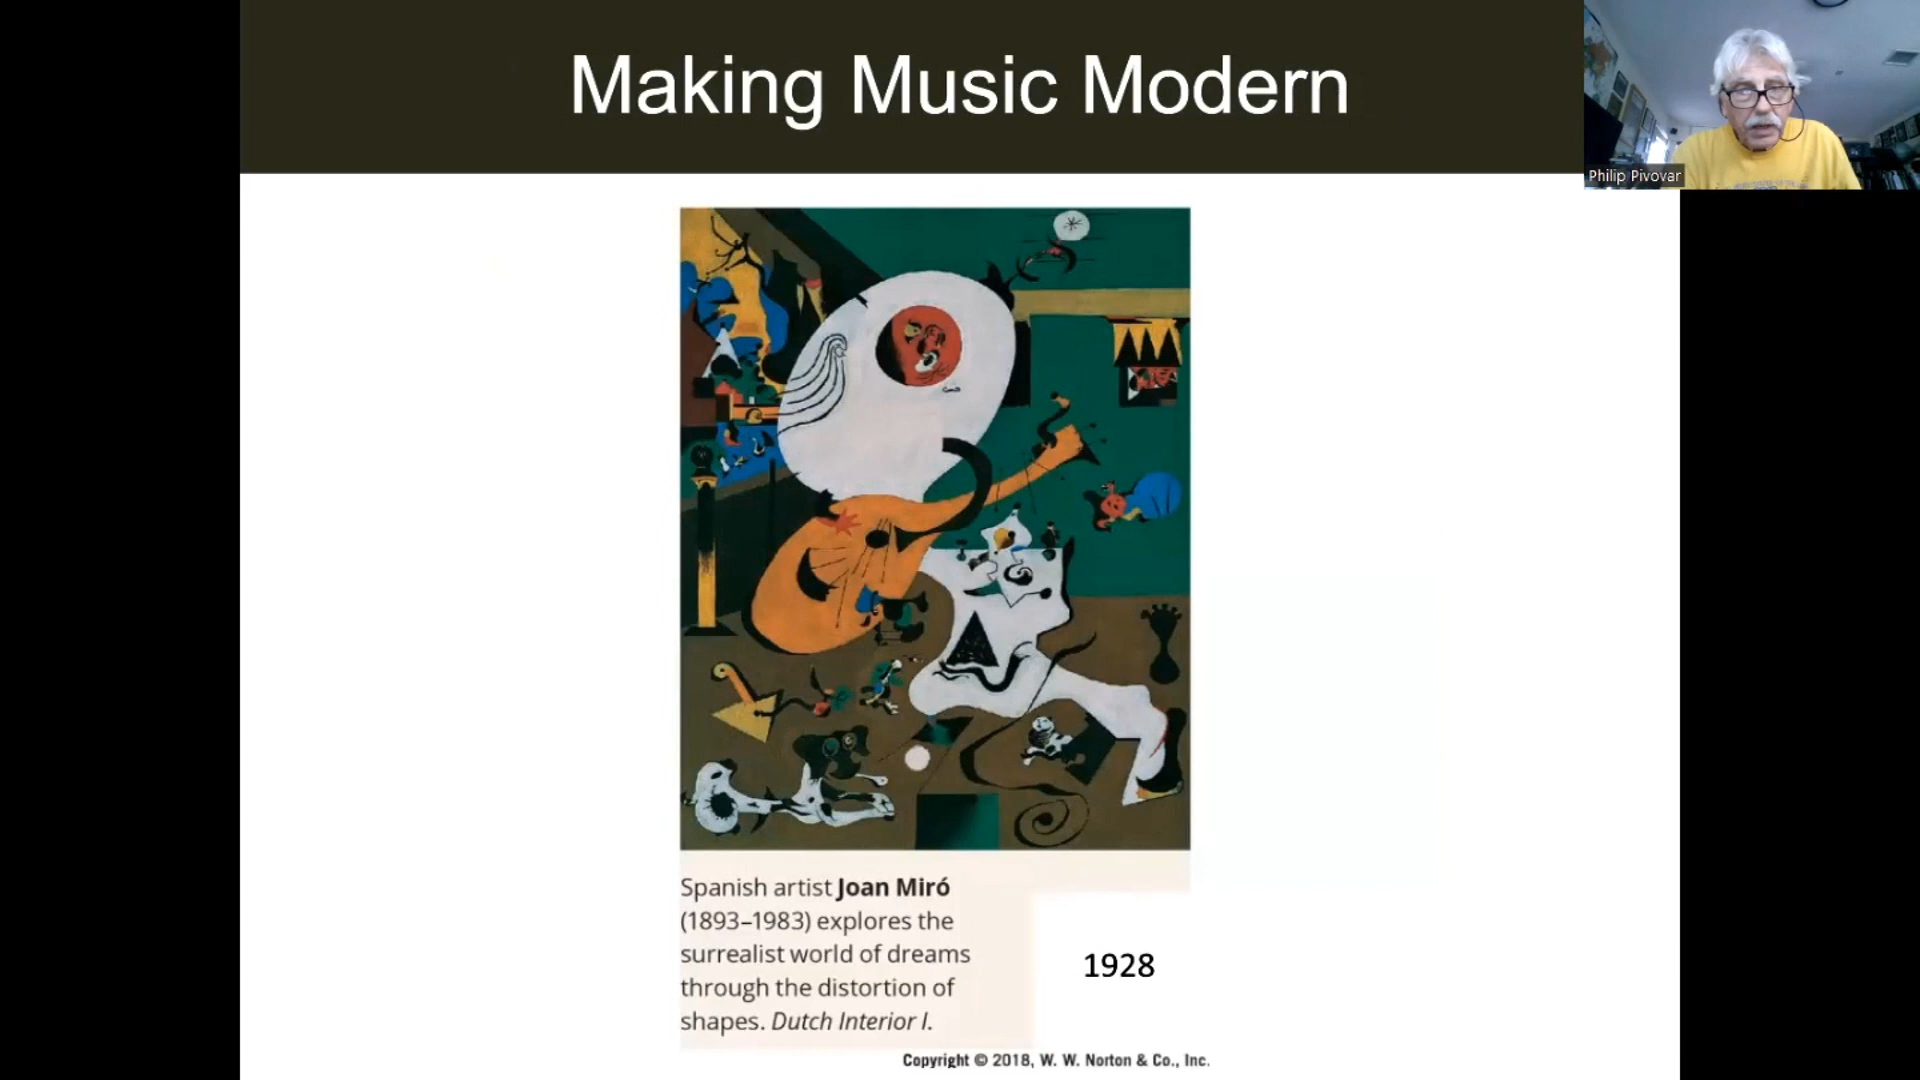 Making Music Modern
Philip Pivovar
Spanish artist Joan Miró
(1893–1983) explores the
surrealist world of dreams
through the distortion of
shapes. Dutch Interior I.
1928
Copyright © 2018, W. W. Norton & Co., Inc.